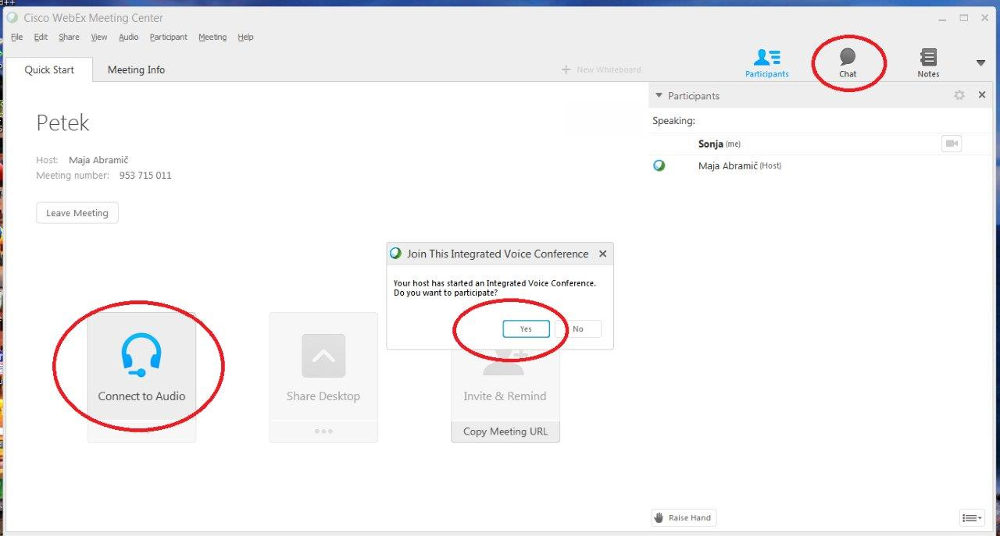 d++
Cisco WebEx Meeting Center
File Edit Share View Audio Participant Meeting Help
Quick Start Meeting Info
New Whiteboard
Participants Chat Notes
Participants
Speaking:
Petek
Sonja (me)
Host: Maja Abramič
Maja Abramič (Host)
Meeting number: 953 715 011
Leave Meeting
Join This Integrated Voice Conference
Your host has started an Integrated Voice Conference.
Do you want to participate?
Yes No
Connect to Audio Share Desktop Invite & Remind
Copy Meeting URL
Raise Hand